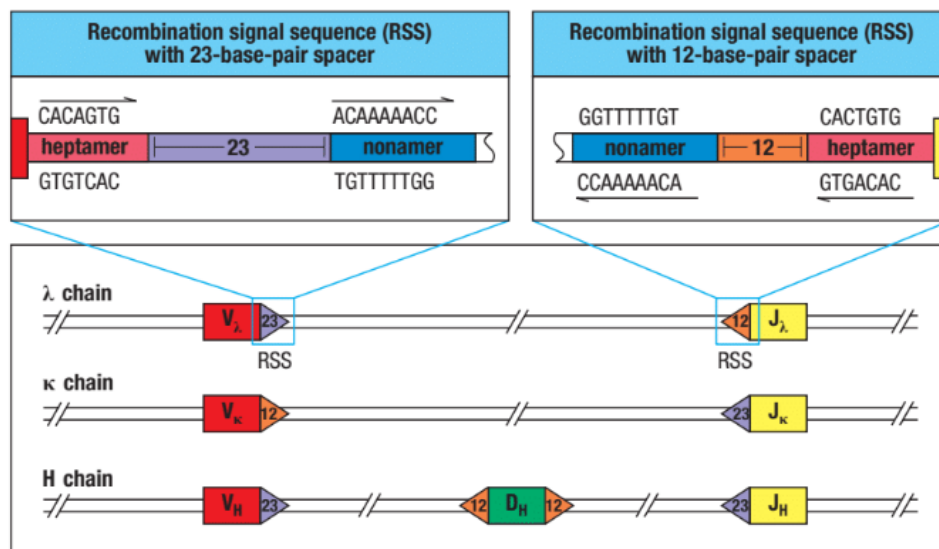 Recombination signal sequence (RSS)
with 23-base-pair spacer
CACAGTG
ACAAAAACC
heptamer
23
nonamer
GTGTCAC
TGTTTTTGG
Recombination signal sequence (RSS)
with 12-base-pair spacer
GGTTTTTGT
CACTGTG
nonamer
12
heptamer
CCAAAAACA
GTGACAC
λ chain
Vλ
23
12
Jλ
RSS
RSS
κ chain
Vκ
12
23
Jκ
H chain
VH
23
12
DH
12
23
JH